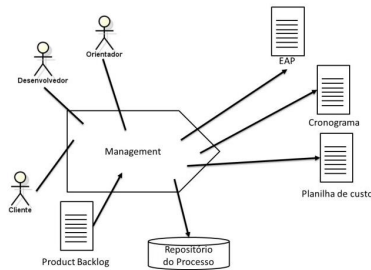 Orientador
Desenvolvedor
EAP
Cronograma
Management
Planilha de custo
Cliente
Product Backlog
Repositório
do Processo